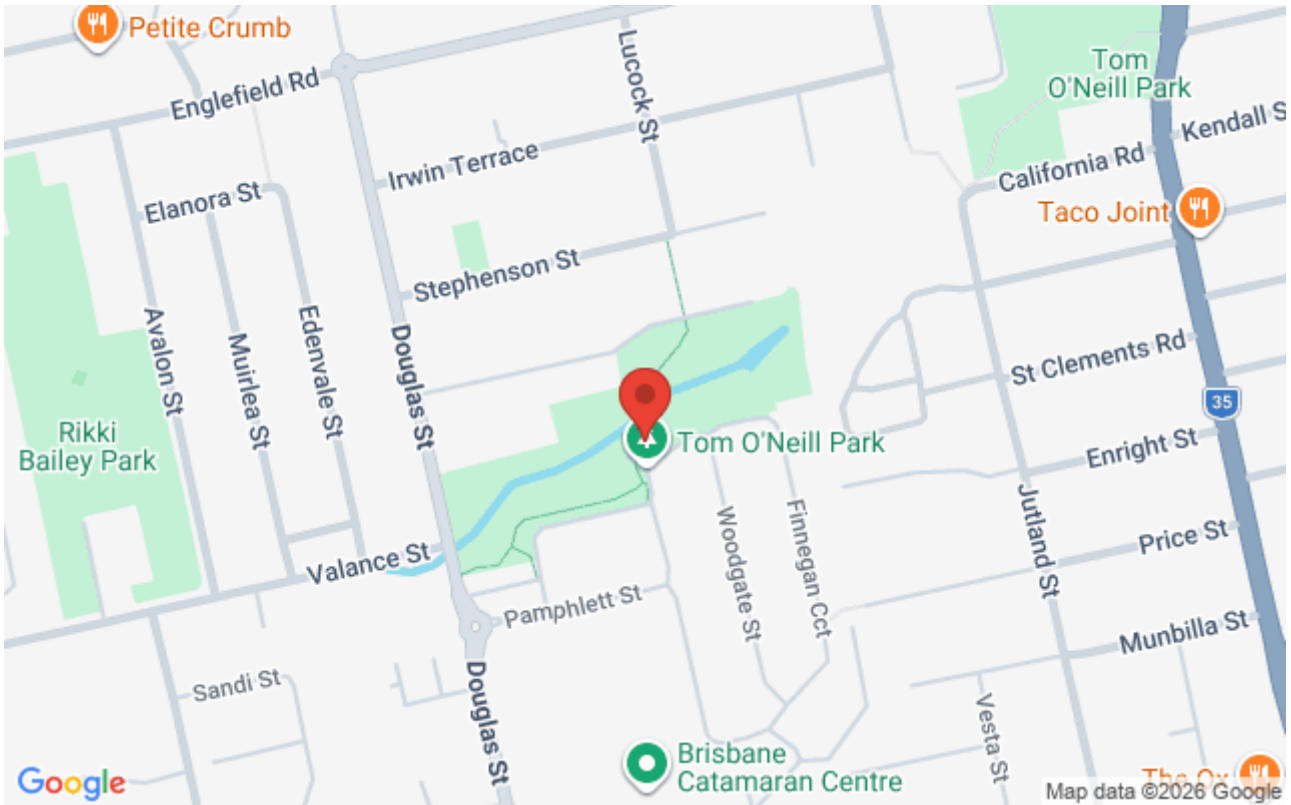 Petite Crumb
Englefield Rd
Lucock St
Tom
O'Neill Park
Kendall S
Irwin Terrace
California Rd
Elanora St
Taco Joint
Stephenson St
Avalon St
Muirlea St
Edenvale St
Douglas St
St Clements Rd
35
Rikki
Bailey Park
Tom O'Neill Park
Enright St
Jutland St
Woodgate St
Finnegan Cct
Price St
Valance St
Pamphlett St
Munbilla St
Sandi St
Douglas St
Vesta St
Brisbane
Catamaran Centre
The Ox
Google
Map data ©2026 Google